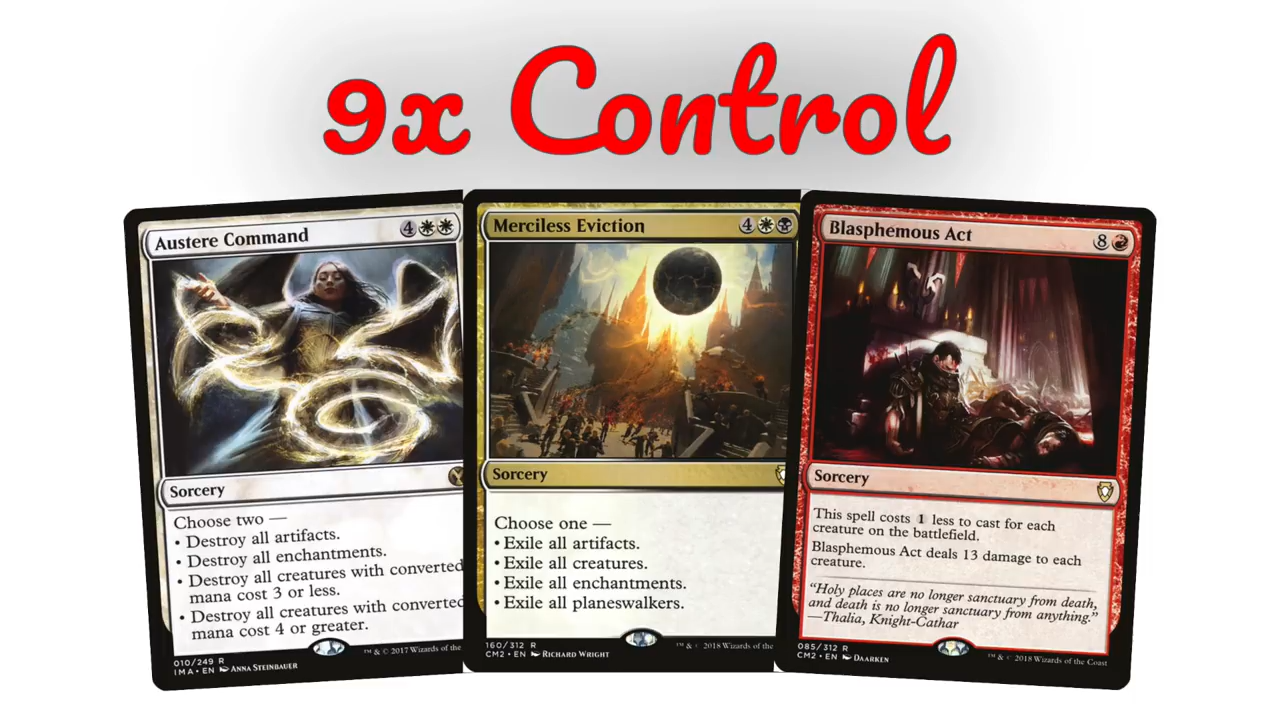 9x Control
Austere Command
4
Sorcery
Choose two —
• Destroy all artifacts.
• Destroy all enchantments.
• Destroy all creatures with converted
mana cost 3 or less.
• Destroy all creatures with converted
mana cost 4 or greater.
010/249 R
IMA • EN Anna Steinbauer
™ & © 2017 Wizards of the
Merciless Eviction
4
Sorcery
Choose one —
• Exile all artifacts.
• Exile all creatures.
• Exile all enchantments.
• Exile all planeswalkers.
160/312 R
CM2 • EN Richard Wright
™ & © 2018 Wizards of the
Blasphemous Act
8
Sorcery
This spell costs 1 less to cast for each
creature on the battlefield.
Blasphemous Act deals 13 damage to each
creature.
“Holy places are no longer sanctuary from death,
and death is no longer sanctuary from anything.”
—Thalia, Knight-Cathar
085/312 R
CM2 • EN Daarken
™ & © 2018 Wizards of the Coast